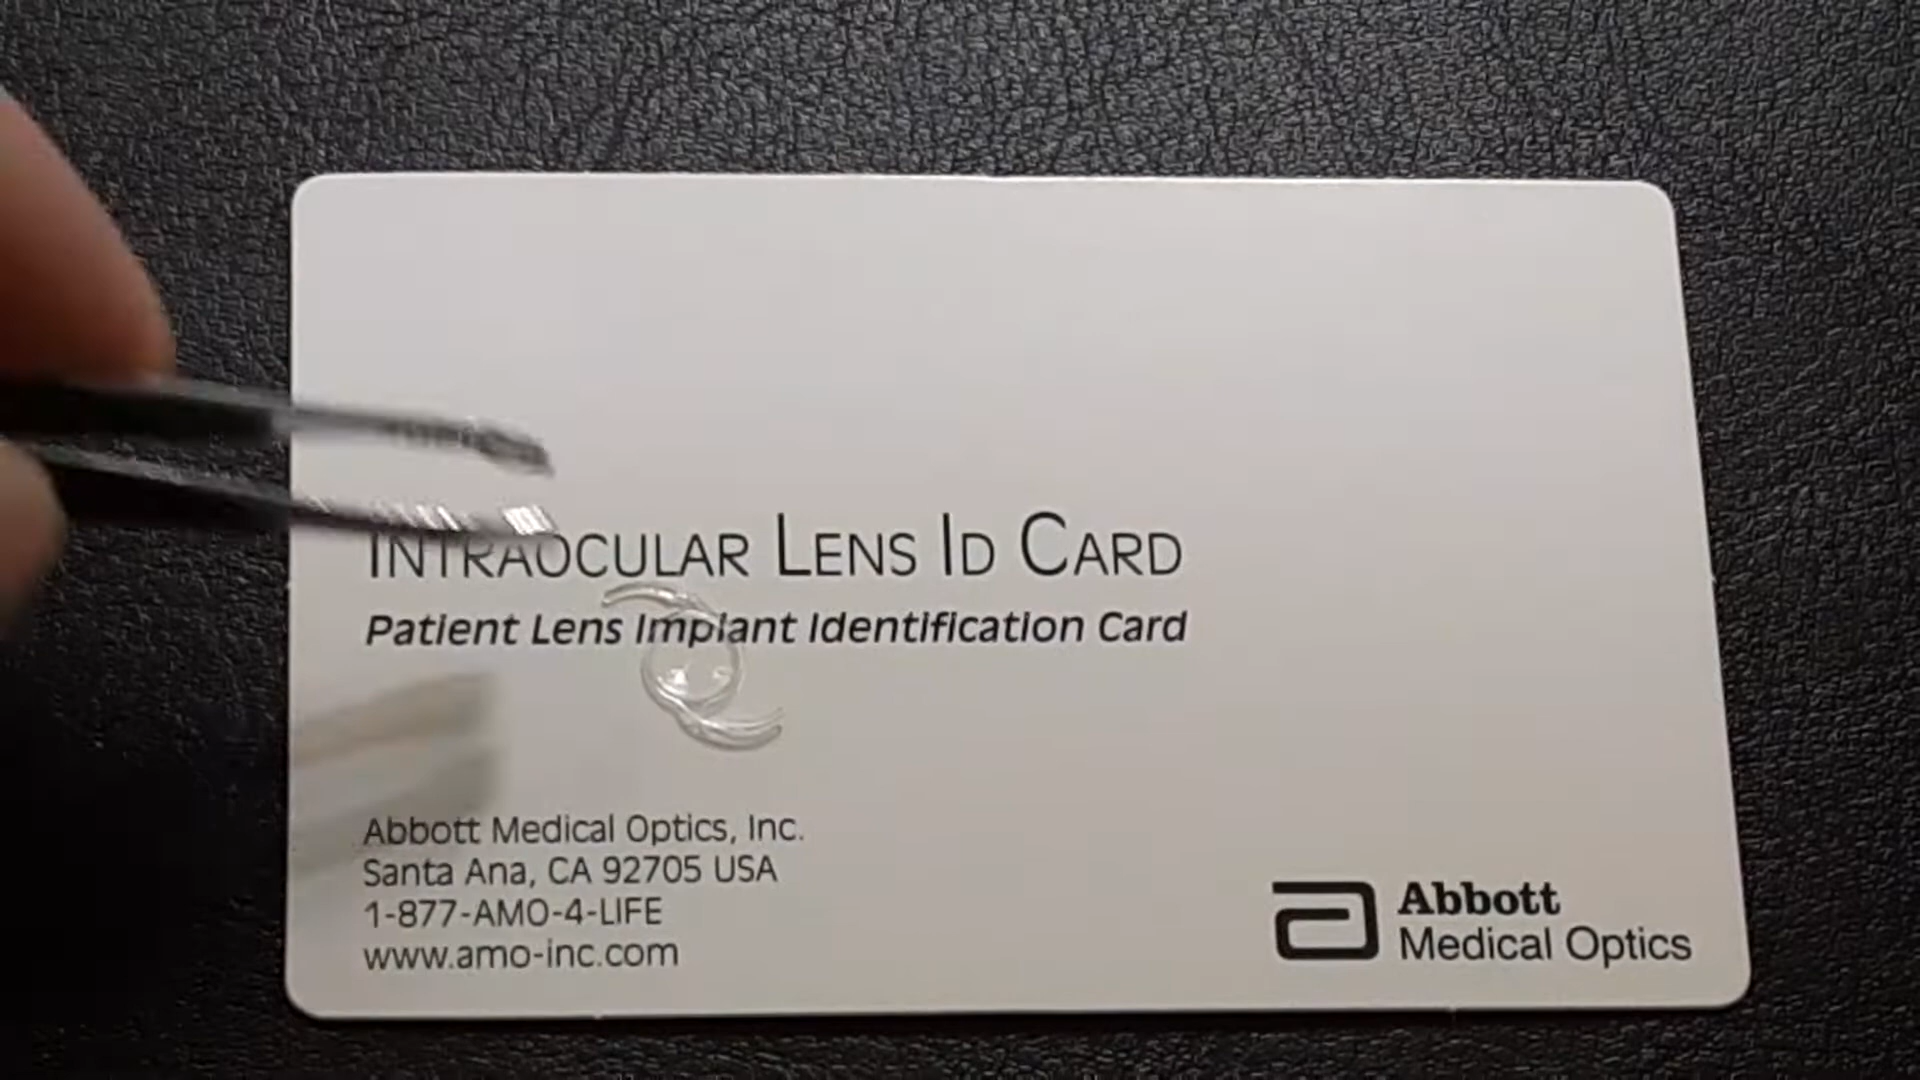 INTRAOCULAR LENS ID CARD
Patient Lens Implant Identification Card
Abbott Medical Optics, Inc.
Santa Ana, CA 92705 USA
1-877-AMO-4-LIFE
www.amo-inc.com
Abbott
Medical Optics